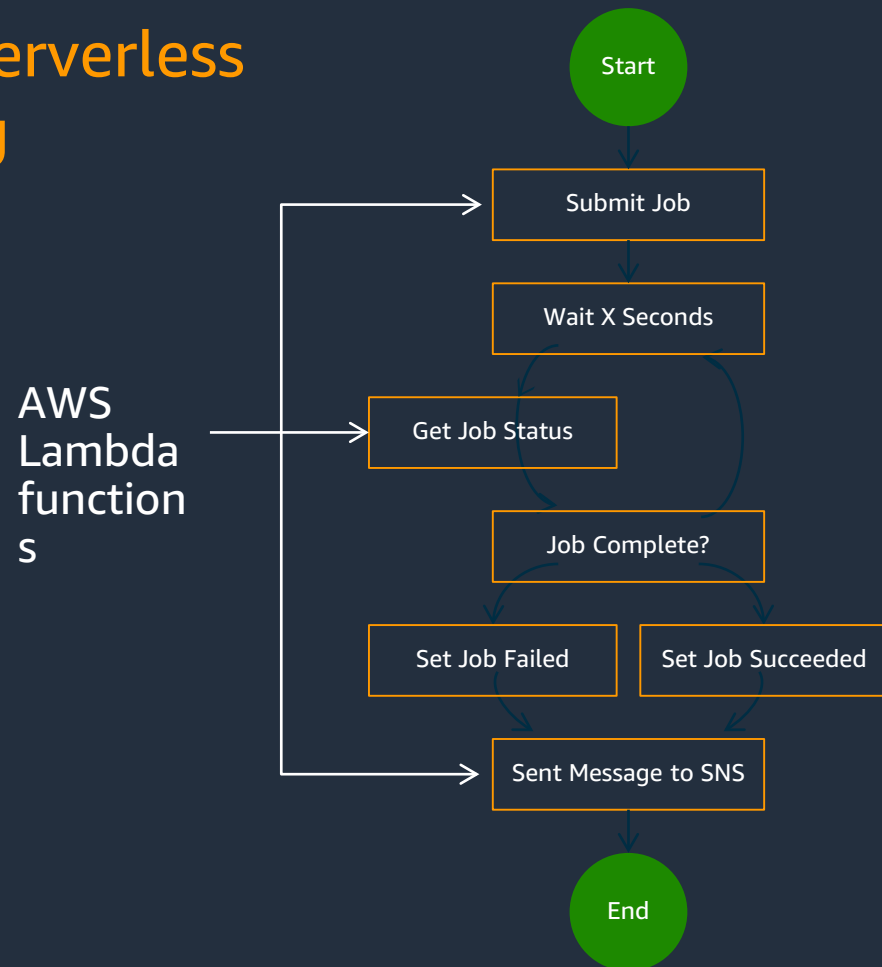 erverless
g
Start
Submit Job
Wait X Seconds
AWS
Lambda
function
s
Get Job Status
Job Complete?
Set Job Failed
Set Job Succeeded
Sent Message to SNS
End